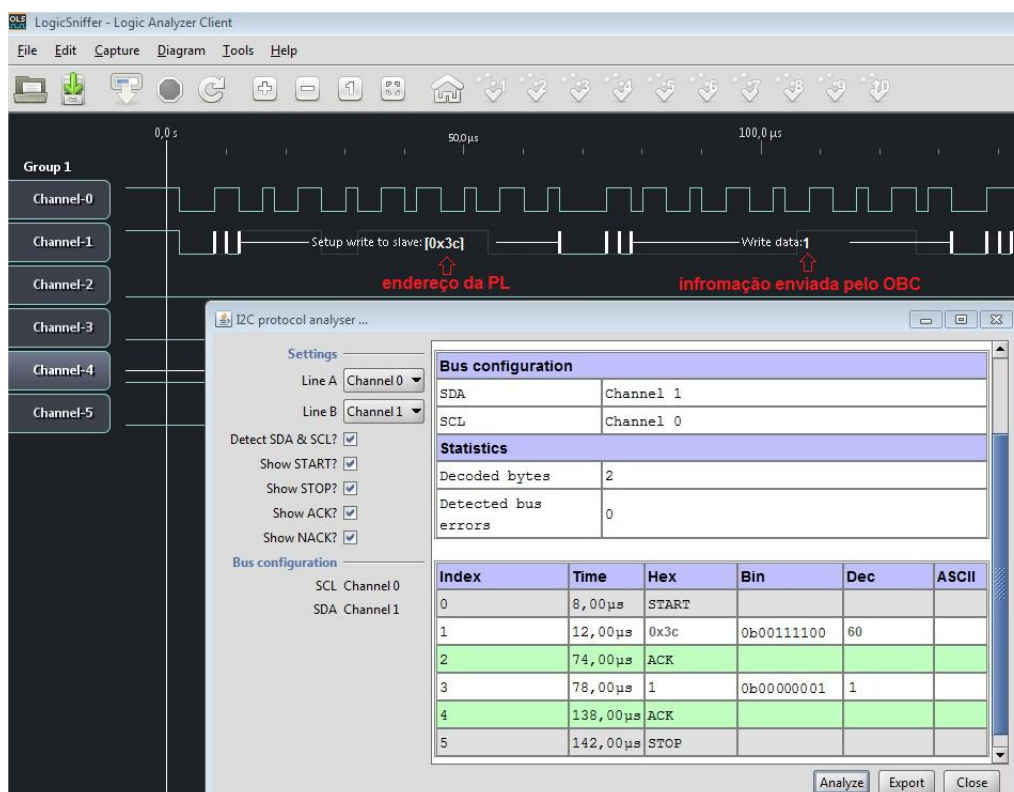 OLS LogicSniffer - Logic Analyzer Client
File Edit Capture Diagram Tools Help
0,0 s 50,0µs 100,0 µs
Group 1
Channel-0
Channel-1 Setup write to slave: [0x3c] Write data:1
endereço da PL infromação enviada pelo OBC
Channel-2
Channel-3
Channel-4
Channel-5
I2C protocol analyser ...
Settings
Line A Channel 0
Line B Channel 1
Detect SDA & SCL?
Show START?
Show STOP?
Show ACK?
Show NACK?
Bus configuration
SCL Channel 0
SDA Channel 1
Bus configuration
SDA Channel 1
SCL Channel 0
Statistics
Decoded bytes 2
Detected bus
errors 0
Index Time Hex Bin Dec ASCII
0 8,00µs START
1 12,00µs 0x3c 0b00111100 60
2 74,00µs ACK
3 78,00µs 1 0b00000001 1
4 138,00µs ACK
5 142,00µs STOP
Analyze Export Close